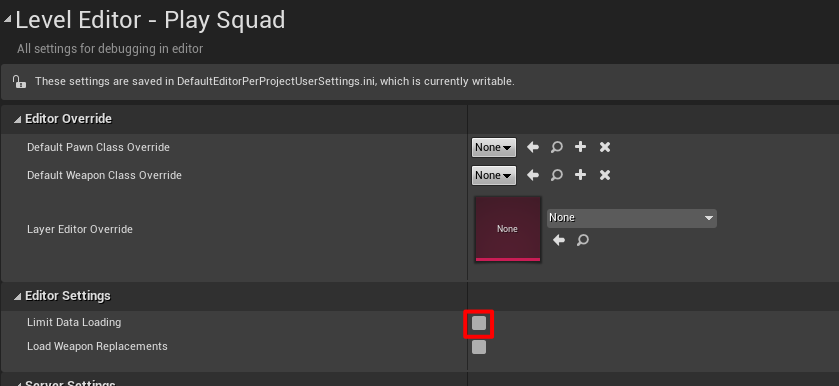 Level Editor - Play Squad
All settings for debugging in editor
These settings are saved in DefaultEditorPerProjectUserSettings.ini, which is currently writable.
Editor Override
Default Pawn Class Override
None
Default Weapon Class Override
None
Layer Editor Override
None
None
Editor Settings
Limit Data Loading
Load Weapon Replacements
Server Settings